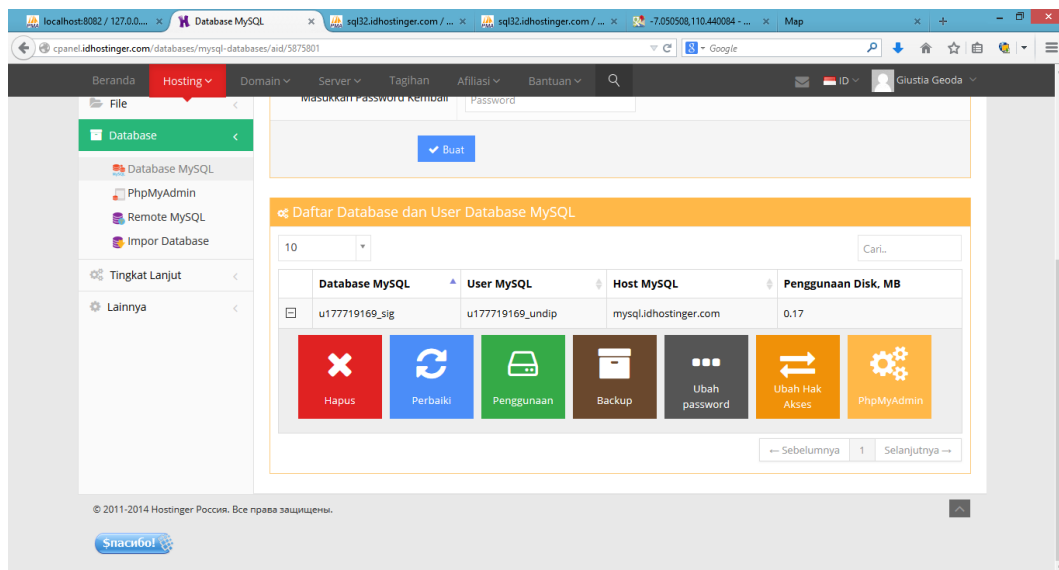 localhost:8082 / 127.0.0.... Database MySQL sql32.idhostinger.com / ... sql32.idhostinger.com / ... -7.050508,110.440084 - ... Map
cpanel.idhostinger.com/databases/mysql-databases/aid/5875801 Google
Beranda Hosting Domain Server Tagihan Afiliasi Bantuan ID Giustia Geoda
File
Masukkan Password Kembali Password
Database
Buat
Database MySQL
PhpMyAdmin
Remote MySQL
Daftar Database dan User Database MySQL
Impor Database
10 Cari..
Tingkat Lanjut
Database MySQL User MySQL Host MySQL Penggunaan Disk, MB
Lainnya
u177719169_sig u177719169_undip mysql.idhostinger.com 0.17
Hapus
Perbaiki
Penggunaan
Backup
Ubah
password
Ubah Hak
Akses
PhpMyAdmin
← Sebelumnya 1 Selanjutnya →
© 2011-2014 Hostinger Россия. Все права защищены.
$пасибо!